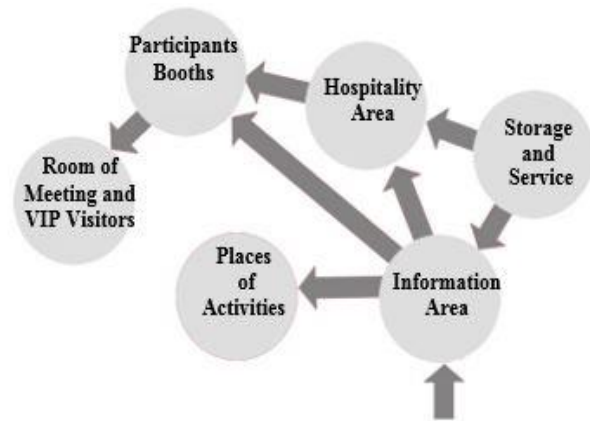 Participants
Booths
Hospitality
Area
Storage
and
Service
Room of
Meeting and
VIP Visitors
Places
of
Activities
Information
Area